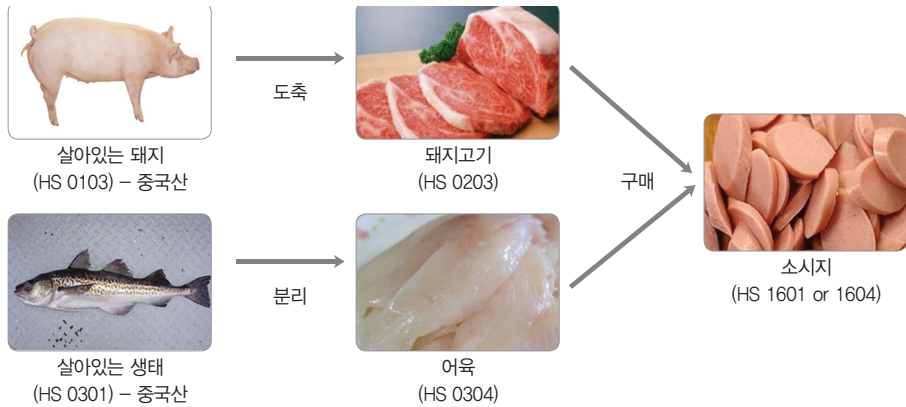 도축
살아있는 돼지
(HS 0103) – 중국산
돼지고기
(HS 0203)
구매
소시지
(HS 1601 or 1604)
분리
살아있는 생태
(HS 0301) – 중국산
어육
(HS 0304)